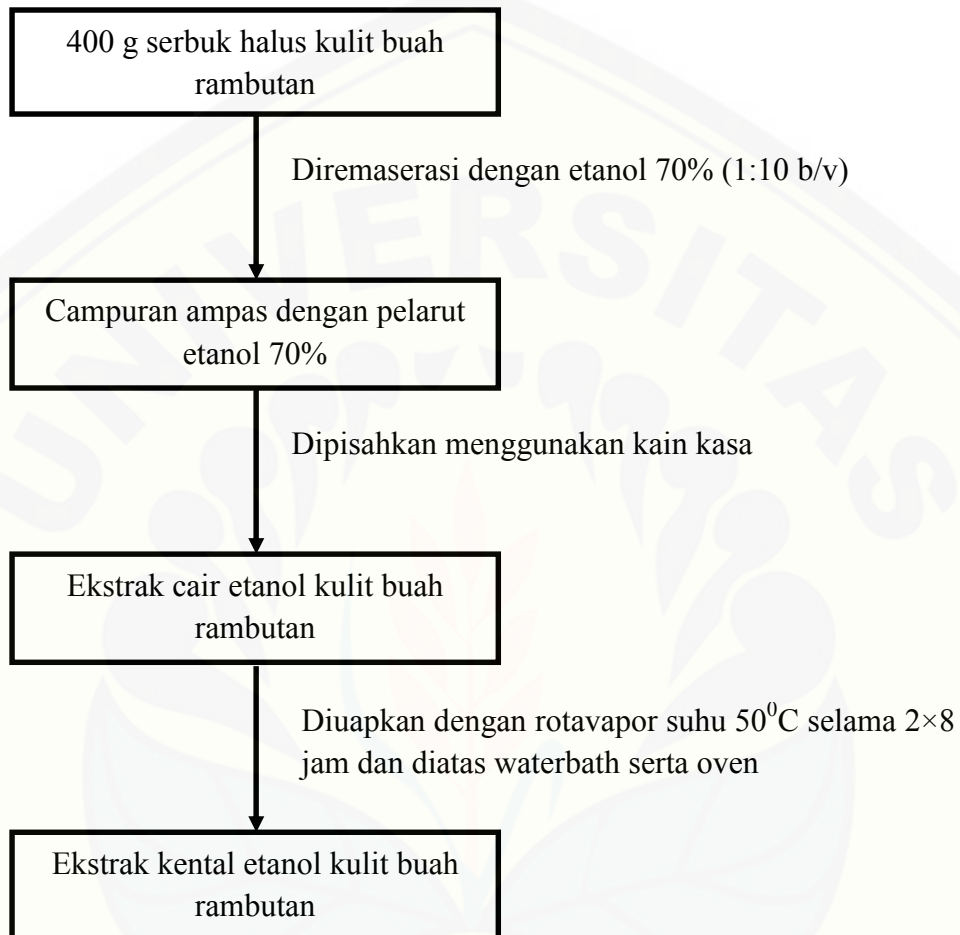 400 g serbuk halus kulit buah
rambutan
Diremaserasi dengan etanol 70% (1:10 b/v)
UNIVERSITAS
Campuran ampas dengan pelarut
etanol 70%
Dipisahkan menggunakan kain kasa
Ekstrak cair etanol kulit buah
rambutan
Diuapkan dengan rotavapor suhu 50⁰C selama 2×8
jam dan diatas waterbath serta oven
Ekstrak kental etanol kulit buah
rambutan